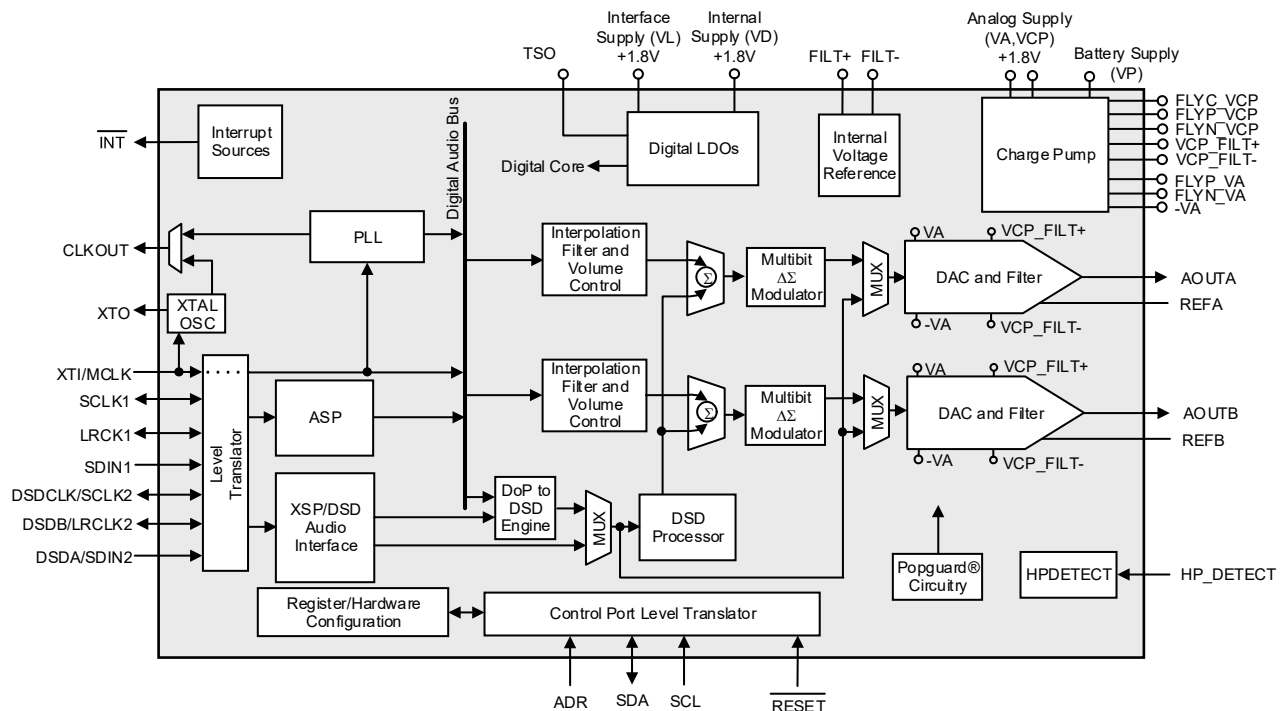 Interface
Supply (VL)
+1.8V
Internal
Supply (VD)
+1.8V
Analog Supply
(VA,VCP)
+1.8V
Battery Supply
(VP)
TSO
FILT+
FILT-
INT
Interrupt
Sources
Digital Audio Bus
Digital LDOs
Digital Core
Internal
Voltage
Reference
Charge Pump
FLYC_VCP
FLYP_VCP
FLYN_VCP
VCP_FILT+
VCP_FILT-
FLYP_VA
FLYN_VA
-VA
CLKOUT
PLL
Interpolation
Filter and
Volume
Control
Σ
Multibit
ΔΣ
Modulator
MUX
VA
VCP_FILT+
DAC and Filter
-VA
VCP_FILT-
AOUTA
REFA
XTO
XTAL
OSC
XTI/MCLK
SCLK1
LRCK1
SDIN1
DSDCLK/SCLK2
DSDB/LRCLK2
DSDA/SDIN2
Level
Translator
ASP
Interpolation
Filter and
Volume
Control
Σ
Multibit
ΔΣ
Modulator
MUX
VA
VCP_FILT+
DAC and Filter
-VA
VCP_FILT-
AOUTB
REFB
XSP/DSD
Audio
Interface
DoP to
DSD
Engine
MUX
DSD
Processor
Popguard®
Circuitry
HPDETECT
HP_DETECT
Register/Hardware
Configuration
Control Port Level Translator
ADR
SDA
SCL
RESET